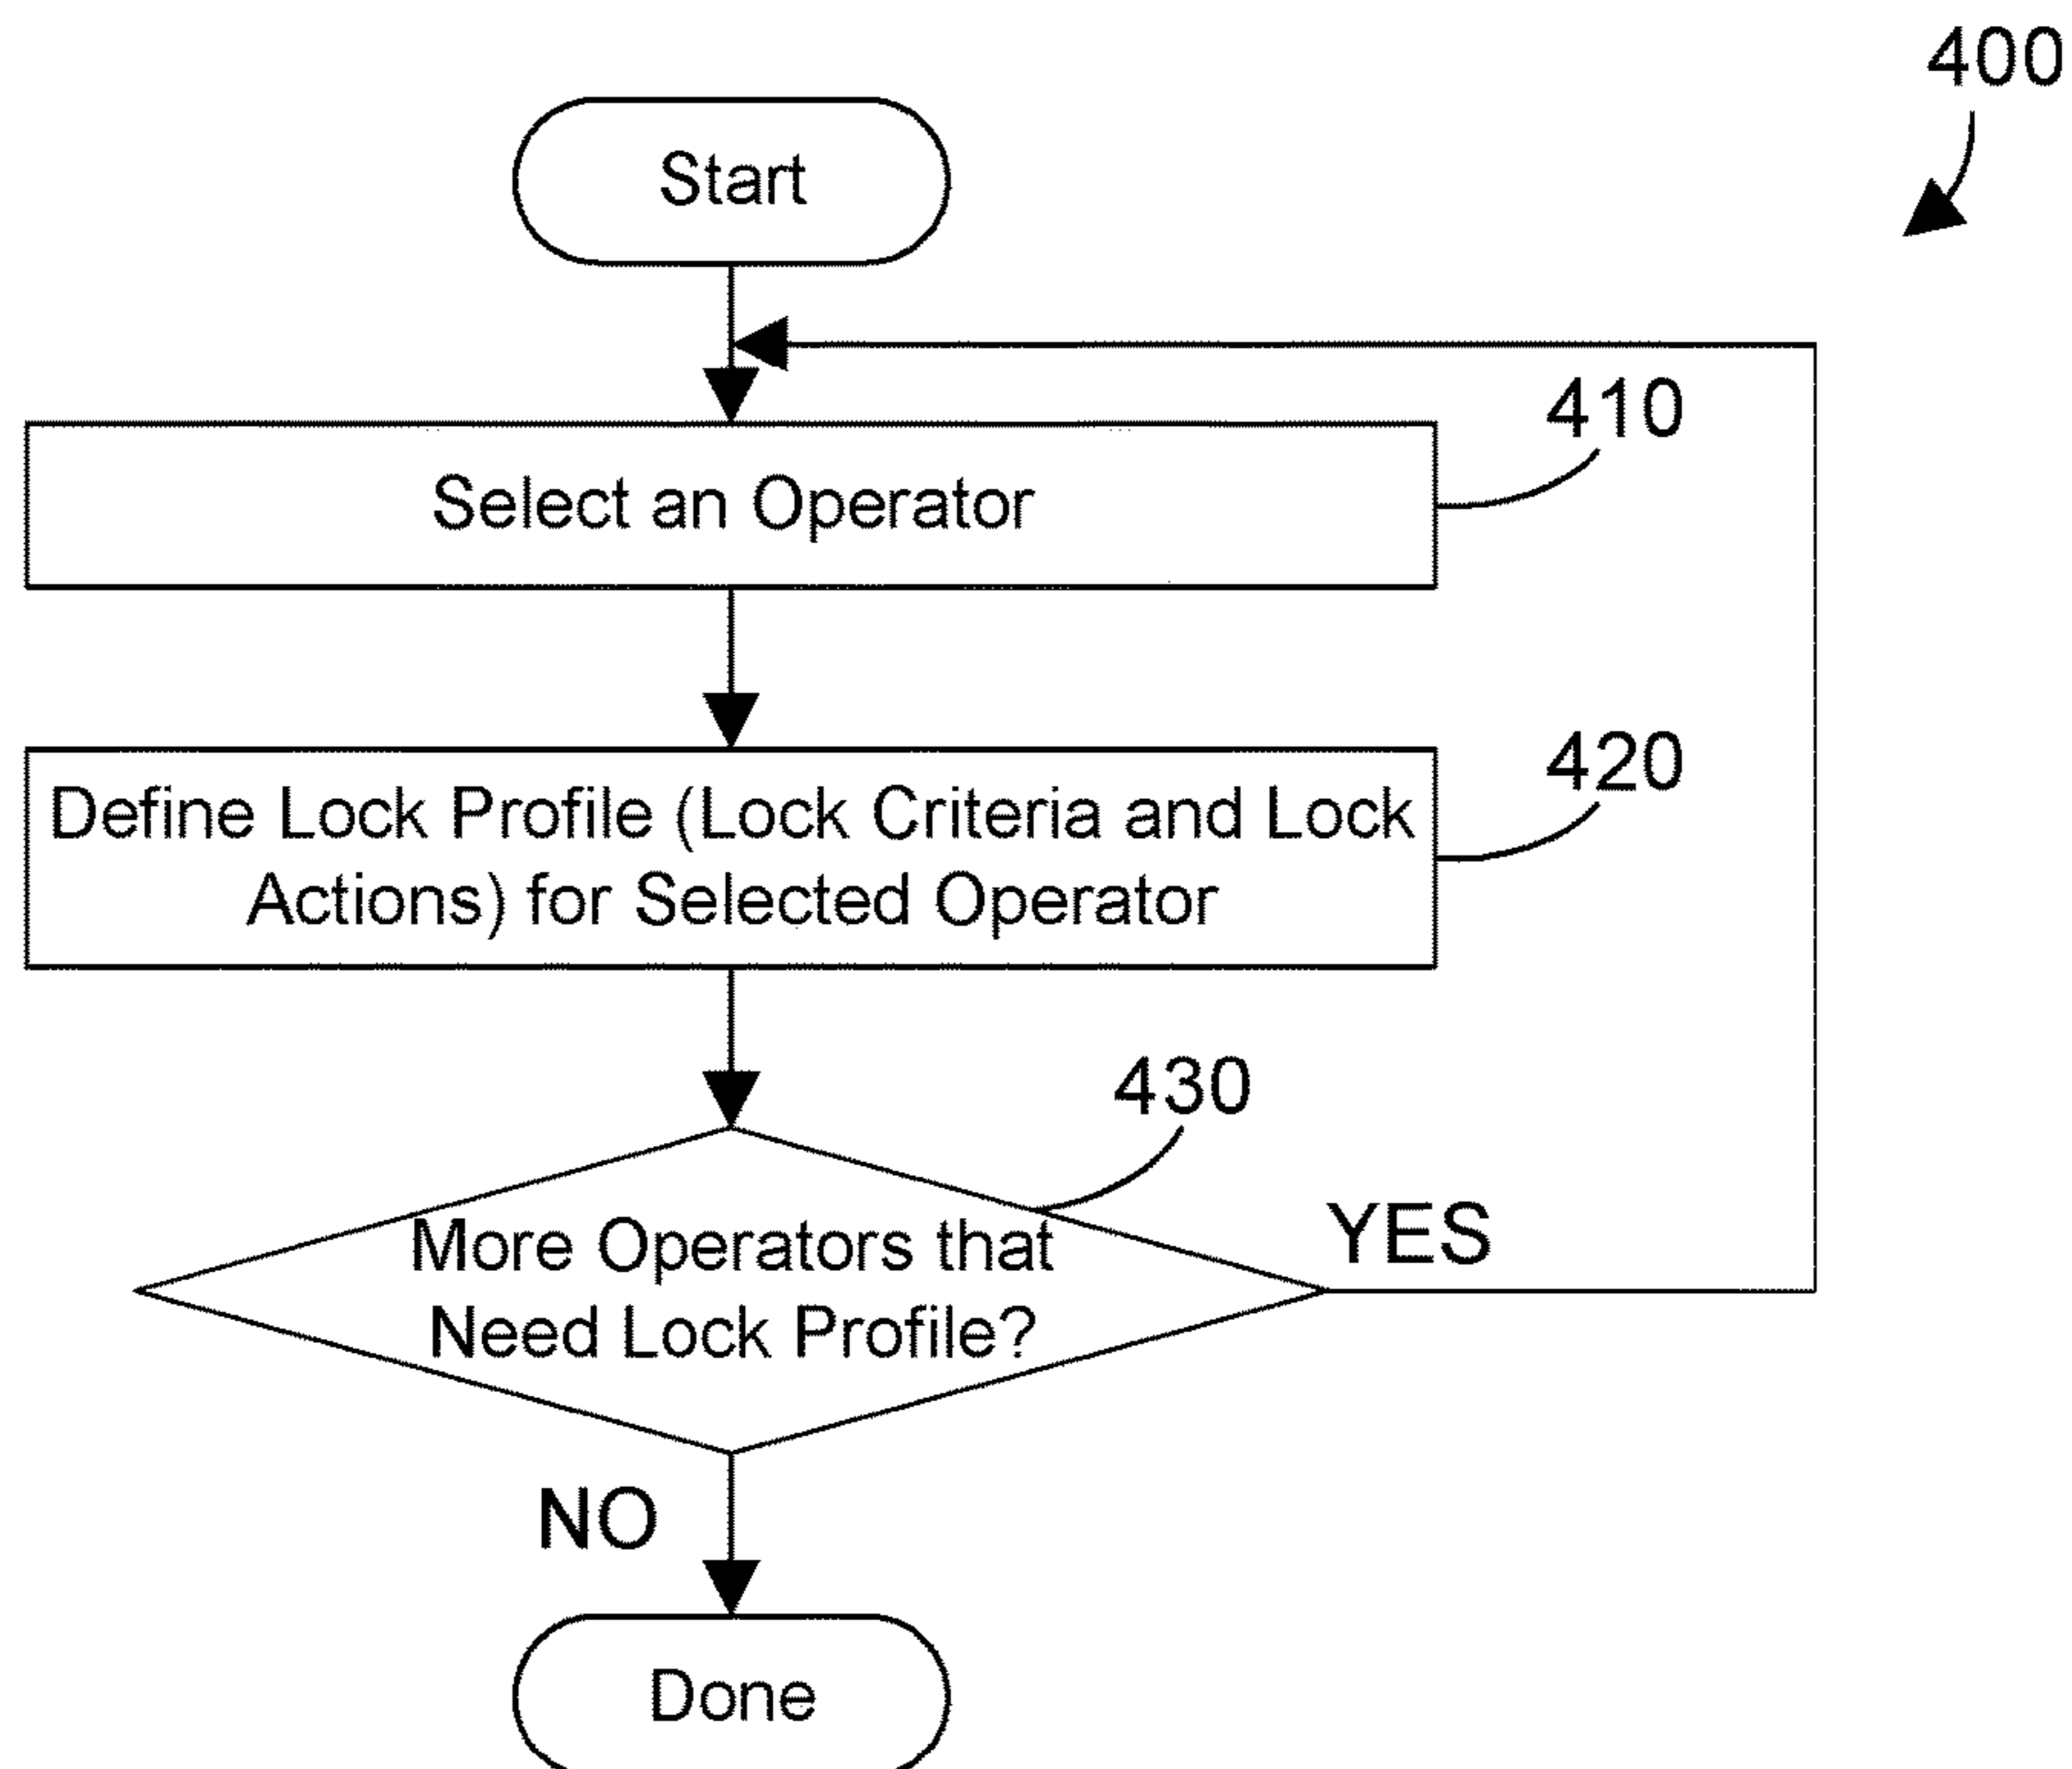 400
Start
410
Select an Operator
420
Define Lock Profile (Lock Criteria and Lock
Actions) for Selected Operator
430
More Operators that
Need Lock Profile?
YES
NO
Done